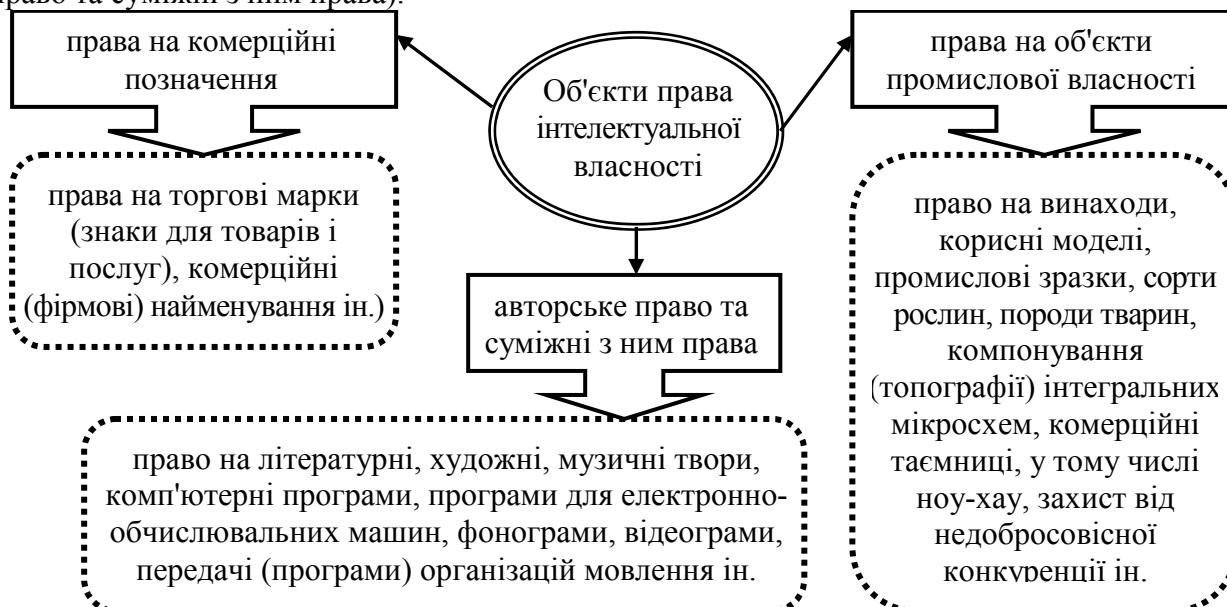 право та суміжні з ним права).
права на комерційні
позначення
Об'єкти права
інтелектуальної
власності
права на об'єкти
промислової власності
права на торгові марки
(знаки для товарів і
послуг), комерційні
(фірмові) найменування ін.)
авторське право та
суміжні з ним права
право на літературні, художні, музичні твори,
комп'ютерні програми, програми для електронно-
обчислювальних машин, фонограми, відеограми,
передачі (програми) організацій мовлення ін.
право на винаходи,
корисні моделі,
промислові зразки, сорти
рослин, породи тварин,
компонування
(топографії) інтегральних
мікросхем, комерційні
таємниці, у тому числі
ноу-хау, захист від
недобросовісної
конкуренції ін.